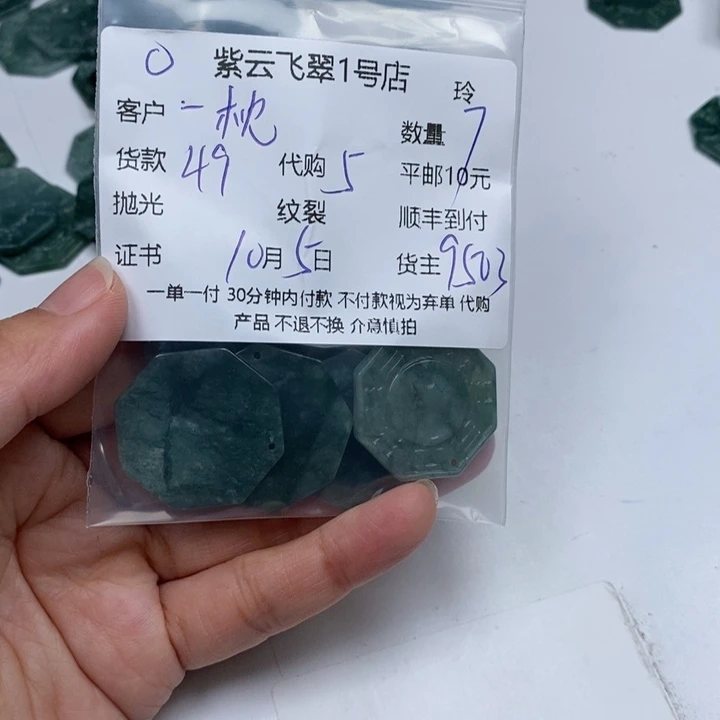 0 紫云飞翠1号店 玲
客户 一枕 数量 7
货款 49 代购 5 平邮10元
抛光 纹裂 顺丰到付
证书 10月5日 货主 9503
一单一付 30分钟内付款 不付款视为弃单 代购
产品 不退不换 介意慎拍